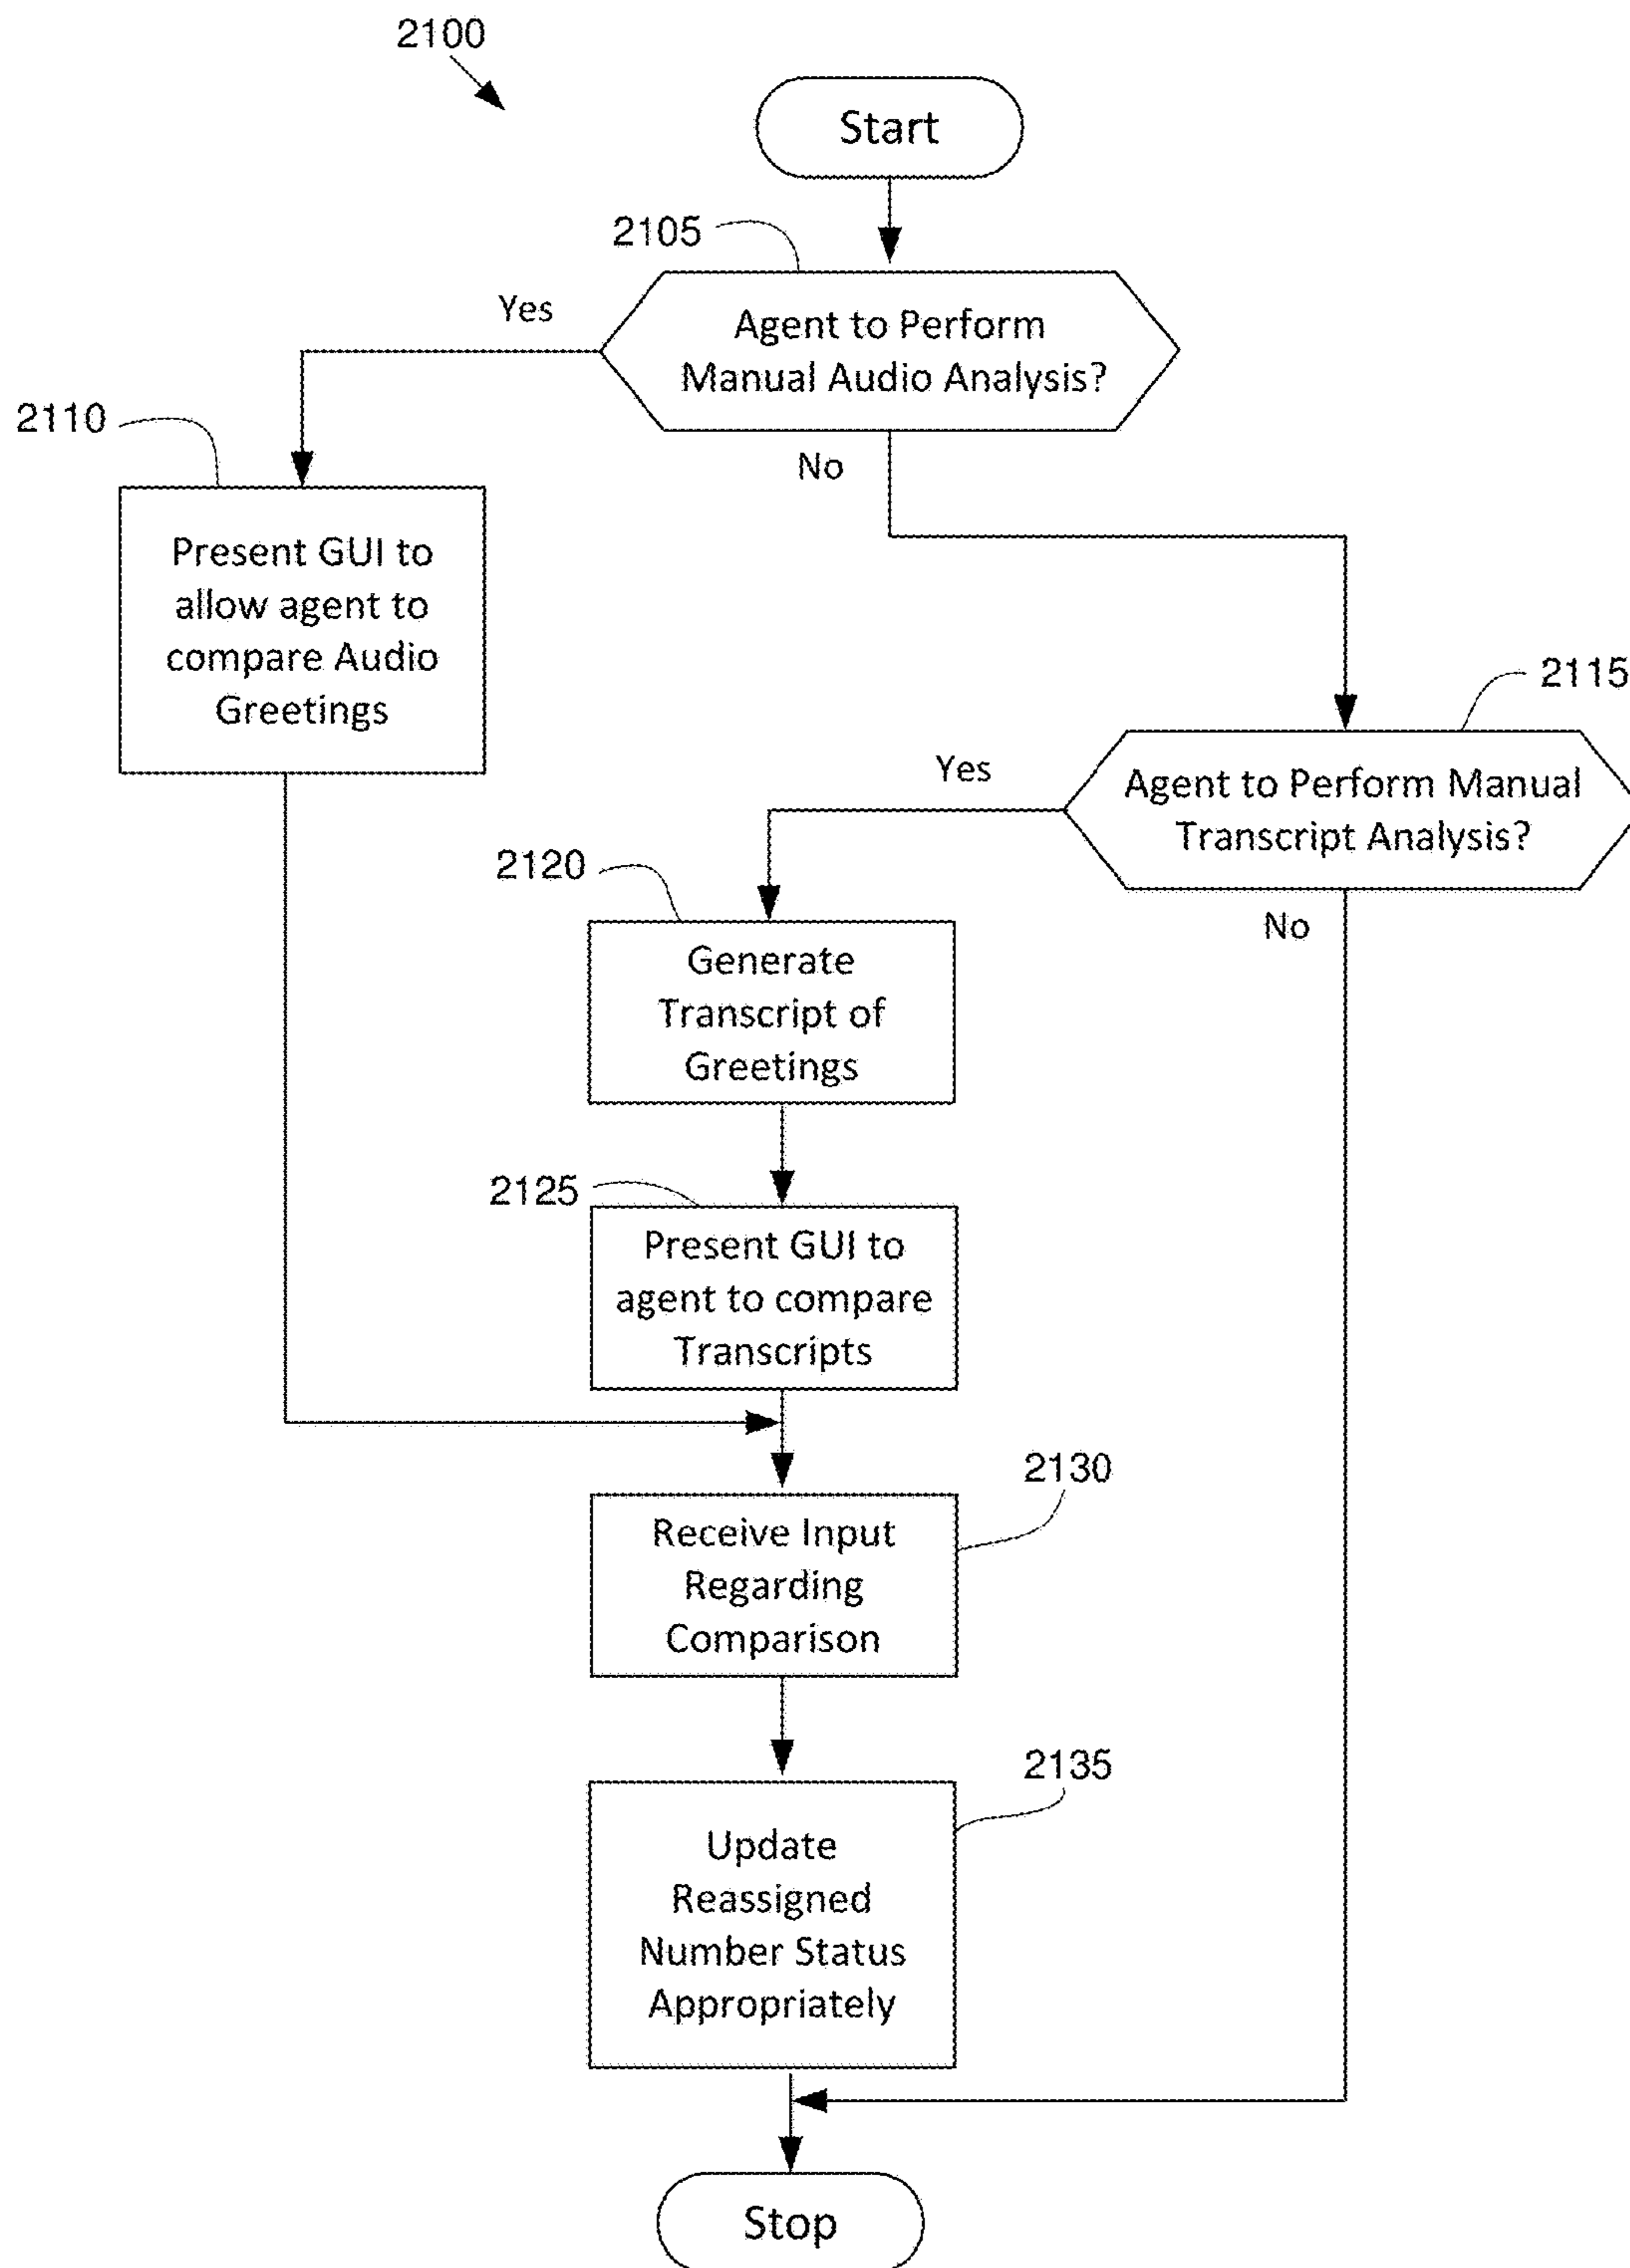 2100
Start
2105
Yes
Agent to Perform
Manual Audio Analysis?
2110
No
Present GUI to
allow agent to
compare Audio
Greetings
2115
Yes
Agent to Perform Manual
Transcript Analysis?
2120
No
Generate
Transcript of
Greetings
2125
Present GUI to
agent to compare
Transcripts
2130
Receive Input
Regarding
Comparison
2135
Update
Reassigned
Number Status
Appropriately
Stop